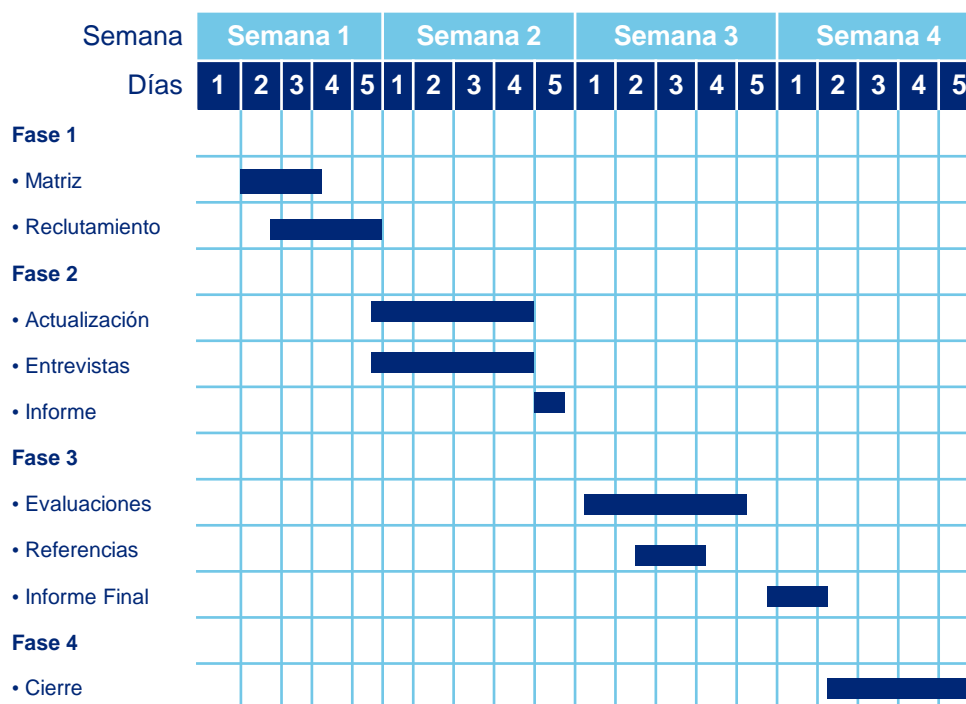 Semana Semana 1 Semana 2 Semana 3 Semana 4
Días 1 2 3 4 5 1 2 3 4 5 1 2 3 4 5 1 2 3 4 5
Fase 1
• Matriz
• Reclutamiento
Fase 2
• Actualización
• Entrevistas
• Informe
Fase 3
• Evaluaciones
• Referencias
• Informe Final
Fase 4
• Cierre